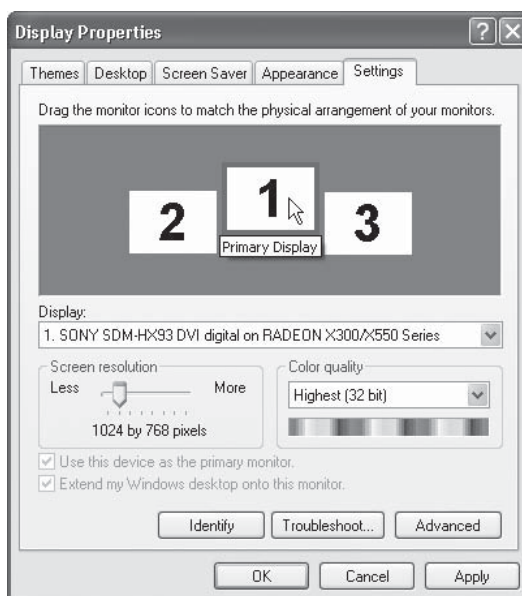 Display Properties
Themes Desktop Screen Saver Appearance Settings
Drag the monitor icons to match the physical arrangement of your monitors.
2 1 3
Primary Display
Display:
1. SONY SDM-HX93 DVI digital on RADEON X300/X550 Series
Screen resolution
Less More
1024 by 768 pixels
Color quality
Highest (32 bit)
Use this device as the primary monitor.
Extend my Windows desktop onto this monitor.
Identify Troubleshoot... Advanced
OK Cancel Apply